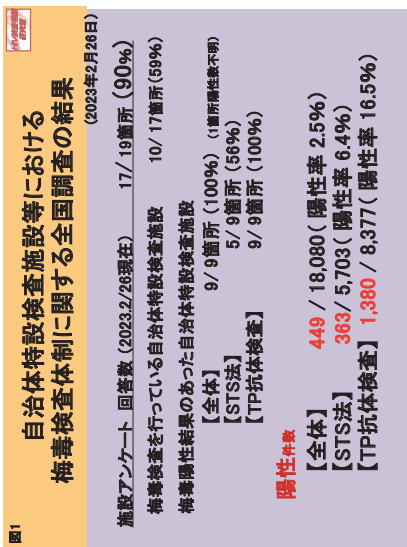 図1
自治体特設検査施設等における
梅毒検査体制に関する全国調査の結果
(2023年2月26日)
施設アンケート 回答数 (2023.2/26現在) 17/19箇所 (90%)
梅毒検査を行っている自治体特設検査施設 10/17箇所(59%)
梅毒陽性結果のあった自治体特設検査施設
【全体】 9/9箇所 (100%) (1箇所陽性数不明)
【STS法】 5/9箇所 (56%)
【TP抗体検査】 9/9箇所 (100%)
陽性件数
【全体】 449 / 18,080( 陽性率 2.5%)
【STS法】 363/ 5,703( 陽性率 6.4%)
【TP抗体検査】 1,380 / 8,377( 陽性率 16.5%)